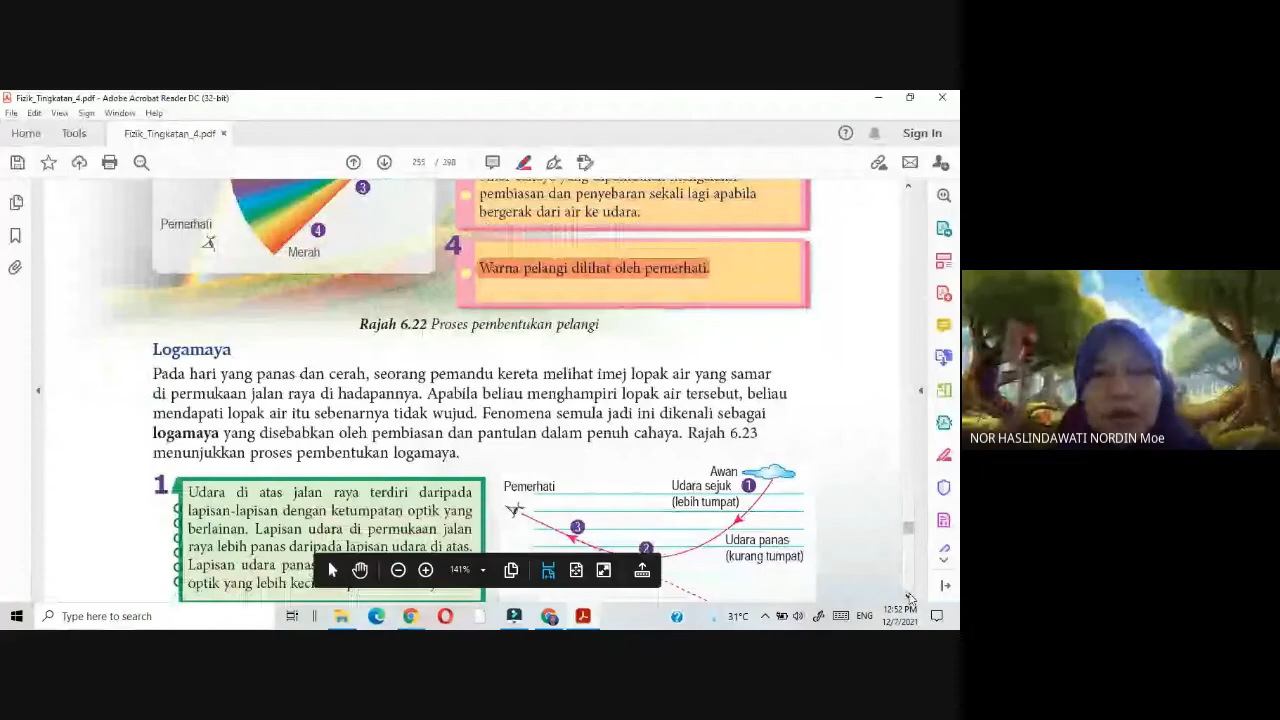 Fizik_Tingkatan_4.pdf - Adobe Acrobat Reader DC (32-bit)
File Edit View Sign Window Help
Home Tools Fizik_Tingkatan_4.pdf × Sign In
255 / 298
pembiasan dan penyebaran sekali lagi apabila
bergerak dari air ke udara.
3
Pemerhati
4
Merah
4
Warna pelangi dilihat oleh pemerhati.
Rajah 6.22 Proses pembentukan pelangi
Logamaya
Pada hari yang panas dan cerah, seorang pemandu kereta melihat imej lopak air yang samar
di permukaan jalan raya di hadapannya. Apabila beliau menghampiri lopak air tersebut, beliau
mendapati lopak air itu sebenarnya tidak wujud. Fenomena semula jadi ini dikenali sebagai
logamaya yang disebabkan oleh pembiasan dan pantulan dalam penuh cahaya. Rajah 6.23
menunjukkan proses pembentukan logamaya.
1
Udara di atas jalan raya terdiri daripada
lapisan-lapisan dengan ketumpatan optik yang
berlainan. Lapisan udara di permukaan jalan
raya lebih panas daripada lapisan udara di atas.
Lapisan udara panas
optik yang lebih
Awan
Pemerhati
Udara sejuk 1
(lebih tumpat)
3
Udara panas
2
(kurang tumpat)
141%
NOR HASLINDAWATI NORDIN Moe
Type here to search
31°C
ENG
12:52 PM
12/7/2021